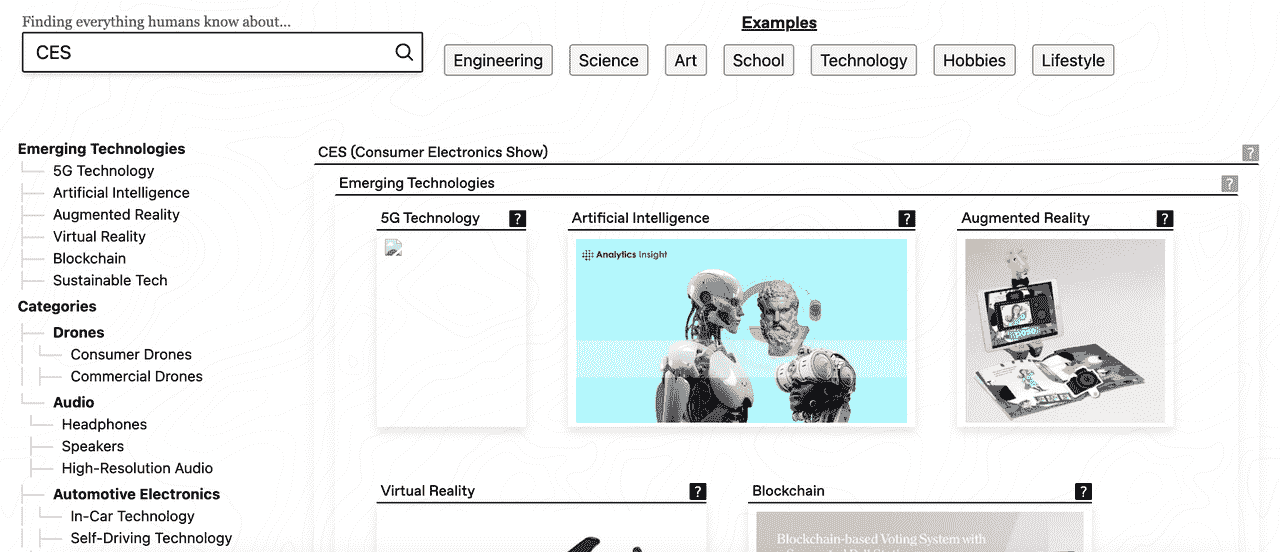 Finding everything humans know about...
Examples
CES
Engineering
Science
Art
School
Technology
Hobbies
Lifestyle
Emerging Technologies
5G Technology
Artificial Intelligence
Augmented Reality
Virtual Reality
Blockchain
Sustainable Tech
Categories
Drones
Consumer Drones
Commercial Drones
Audio
Headphones
Speakers
High-Resolution Audio
Automotive Electronics
In-Car Technology
Self-Driving Technology
CES (Consumer Electronics Show) ?
Emerging Technologies ?
5G Technology ?
Artificial Intelligence ?
Analytics Insight
Augmented Reality ?
Virtual Reality ?
Blockchain ?
Blockchain-based Voting System with